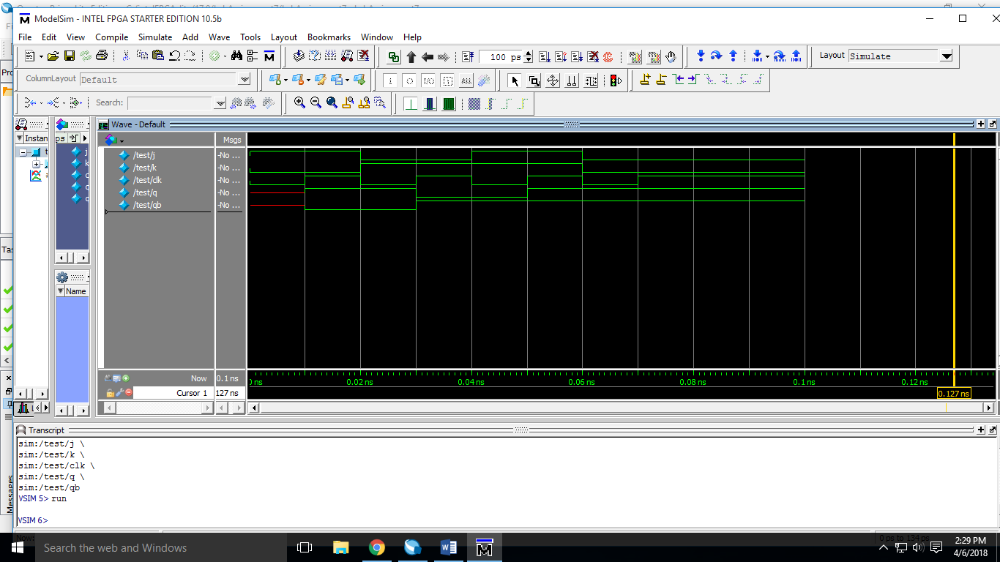 ModelSim - INTEL FPGA STARTER EDITION 10.5b
File Edit View Compile Simulate Add Wave Tools Layout Bookmarks Window Help
100 ps
Layout Simulate
ColumnLayout Default
Search:
Wave - Default
Instan
ps
Msgs
/test/j -No ...
/test/k -No ...
/test/clk -No ...
/test/q -No ...
/test/qb -No ...
Name
Now 0.1 ns
0.02 ns 0.04 ns 0.06 ns 0.08 ns 0.1 ns 0.12 ns
Cursor 1 127 ns
0.127 ns
Transcript
sim:/test/j \
sim:/test/k \
sim:/test/clk \
sim:/test/q \
sim:/test/qb
VSIM 5> run
VSIM 6>
Messages
Now:
0 ps to 134 ps
Search the web and Windows
2:29 PM
4/6/2018